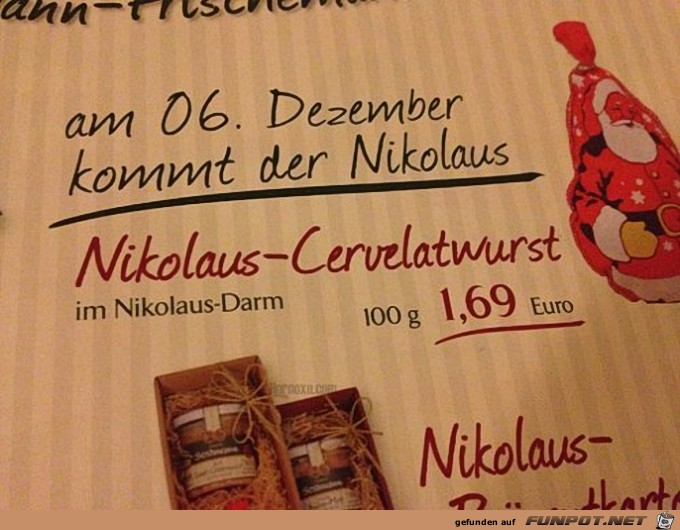 am 06. Dezember
kommt der Nikolaus
Nikolaus-Cervelatwurst
im Nikolaus-Darm
100 g 1,69 Euro
Nikolaus-
gefunden auf FUNPOT.NET